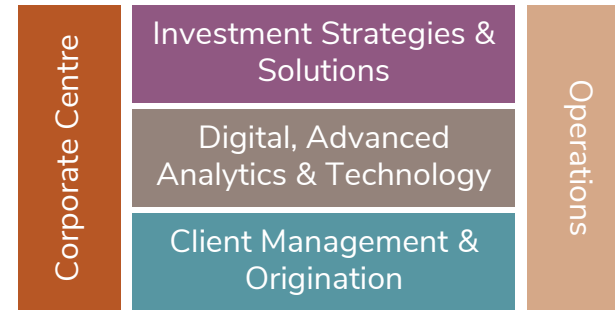 Corporate Centre
Investment Strategies &
Solutions
Digital, Advanced
Analytics & Technology
Client Management &
Origination
Operations